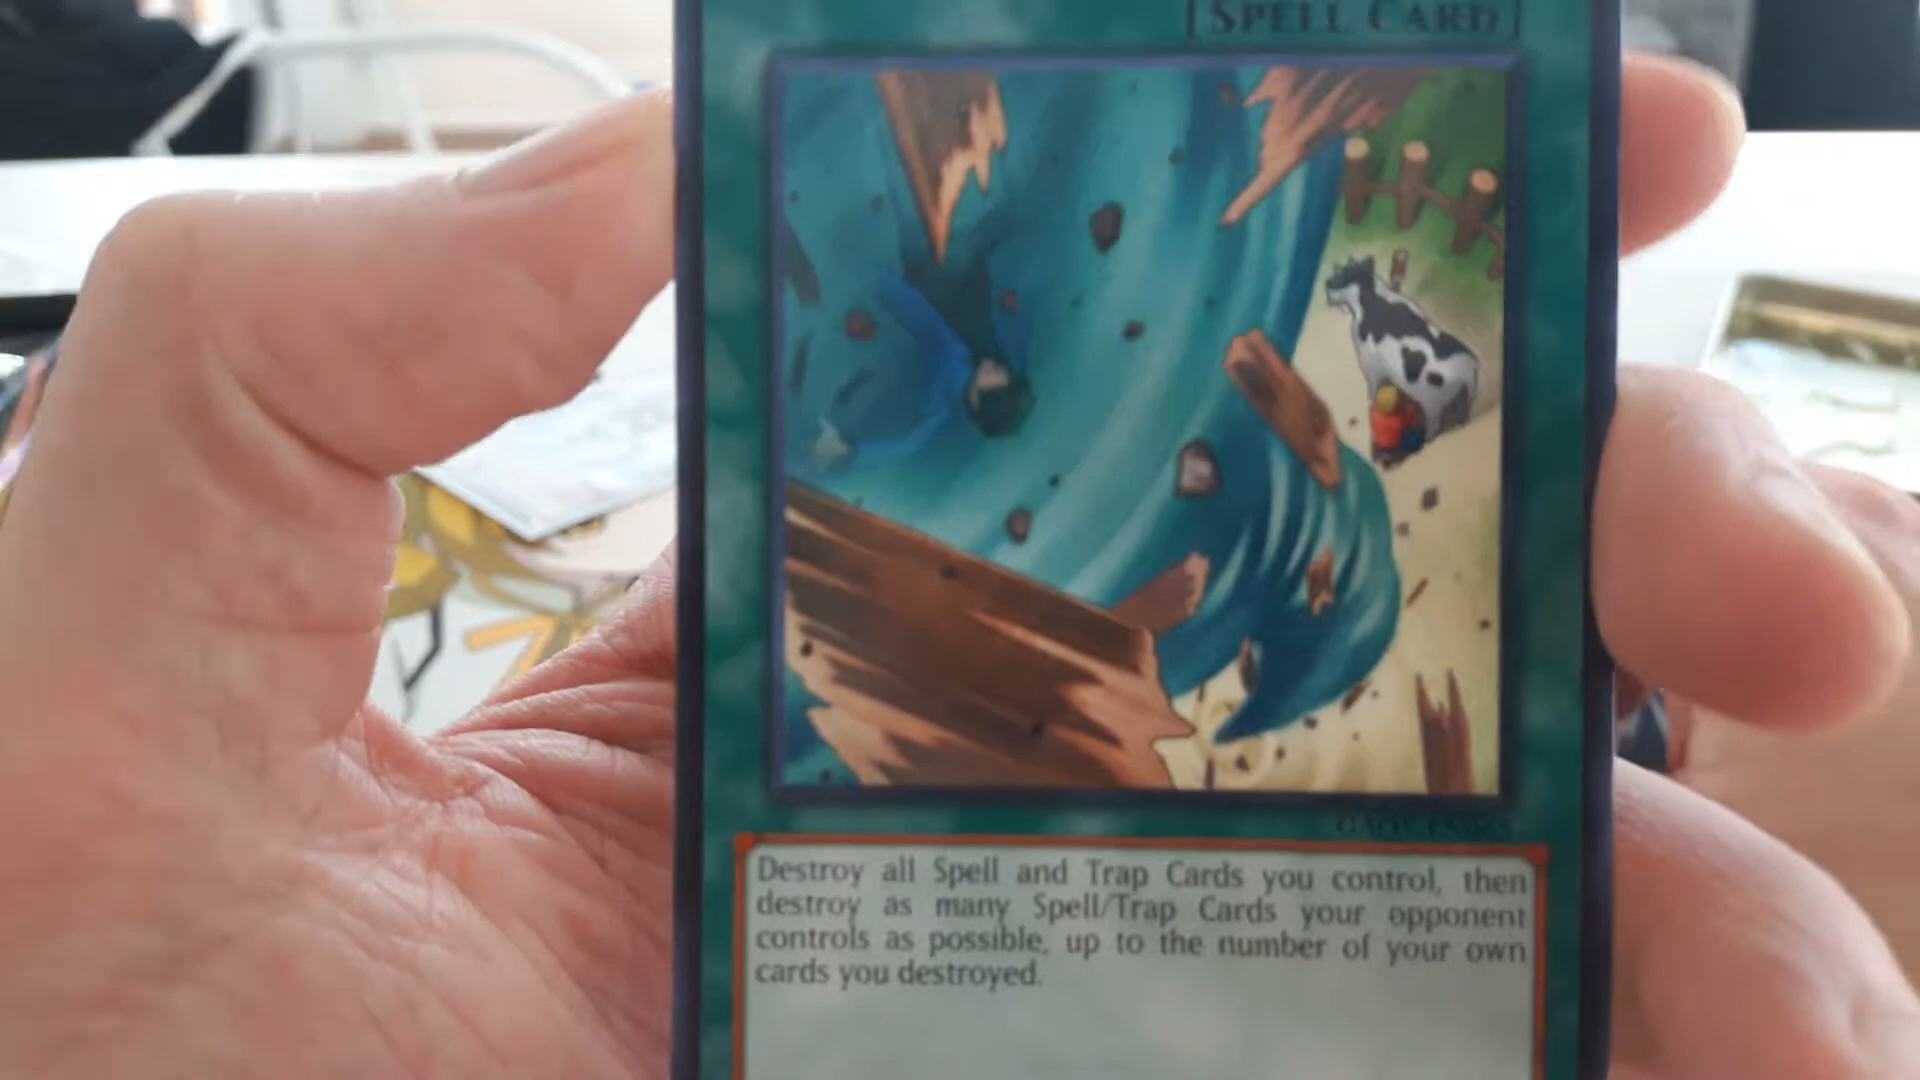 [SPELL CARD]
Destroy all Spell and Trap Cards you control, then
destroy as many Spell/Trap Cards your opponent
controls as possible, up to the number of your own
cards you destroyed.